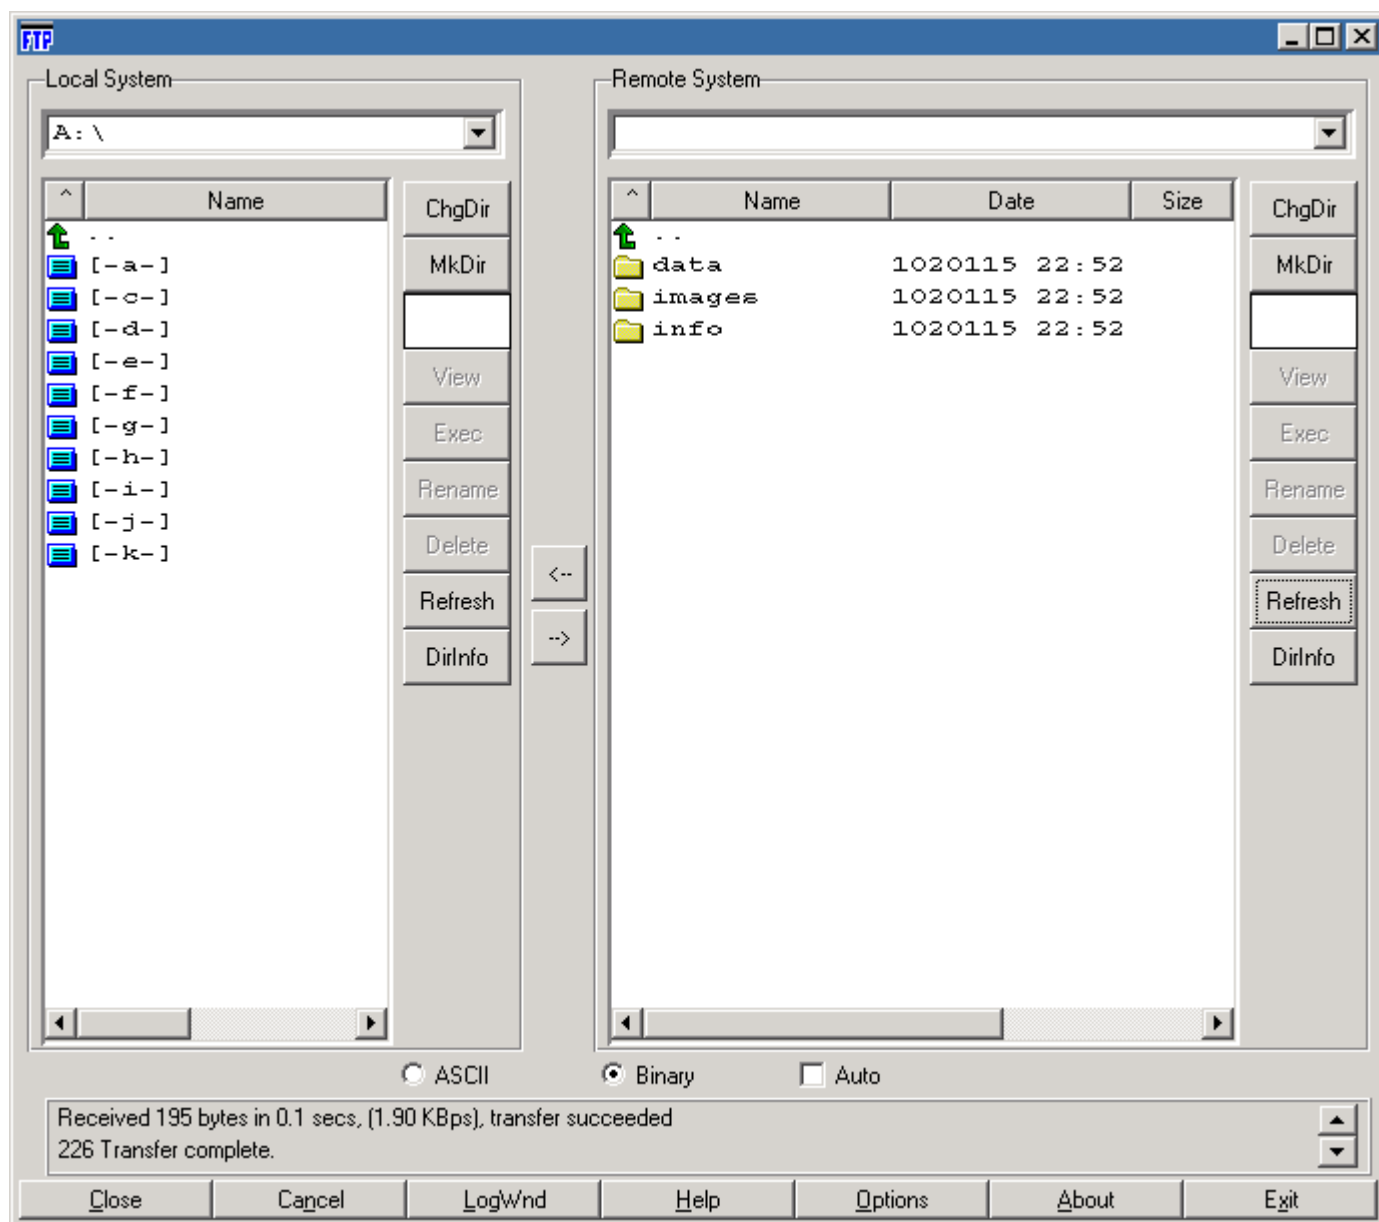 FTP
Local System
A:\
^ Name
..
[-a-]
[-c-]
[-d-]
[-e-]
[-f-]
[-g-]
[-h-]
[-i-]
[-j-]
[-k-]
ChgDir
MkDir
View
Exec
Rename
Delete
Refresh
DirInfo
<--
-->
Remote System
^ Name Date Size
..
data 1020115 22:52
images 1020115 22:52
info 1020115 22:52
ChgDir
MkDir
View
Exec
Rename
Delete
Refresh
DirInfo
ASCII Binary Auto
Received 195 bytes in 0.1 secs, (1.90 KBps), transfer succeeded
226 Transfer complete.
Close Cancel LogWnd Help Options About Exit